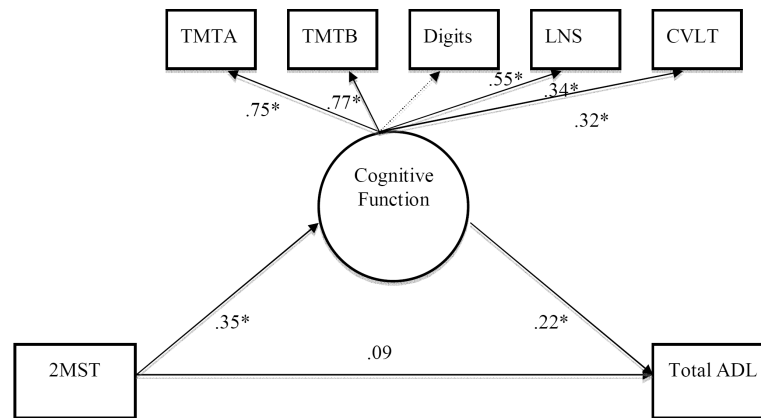 TMTA
TMTB
Digits
LNS
CVLT
.75*
.77*
.55*
.34*
.32*
Cognitive
Function
.35*
.22*
2MST
.09
Total ADL